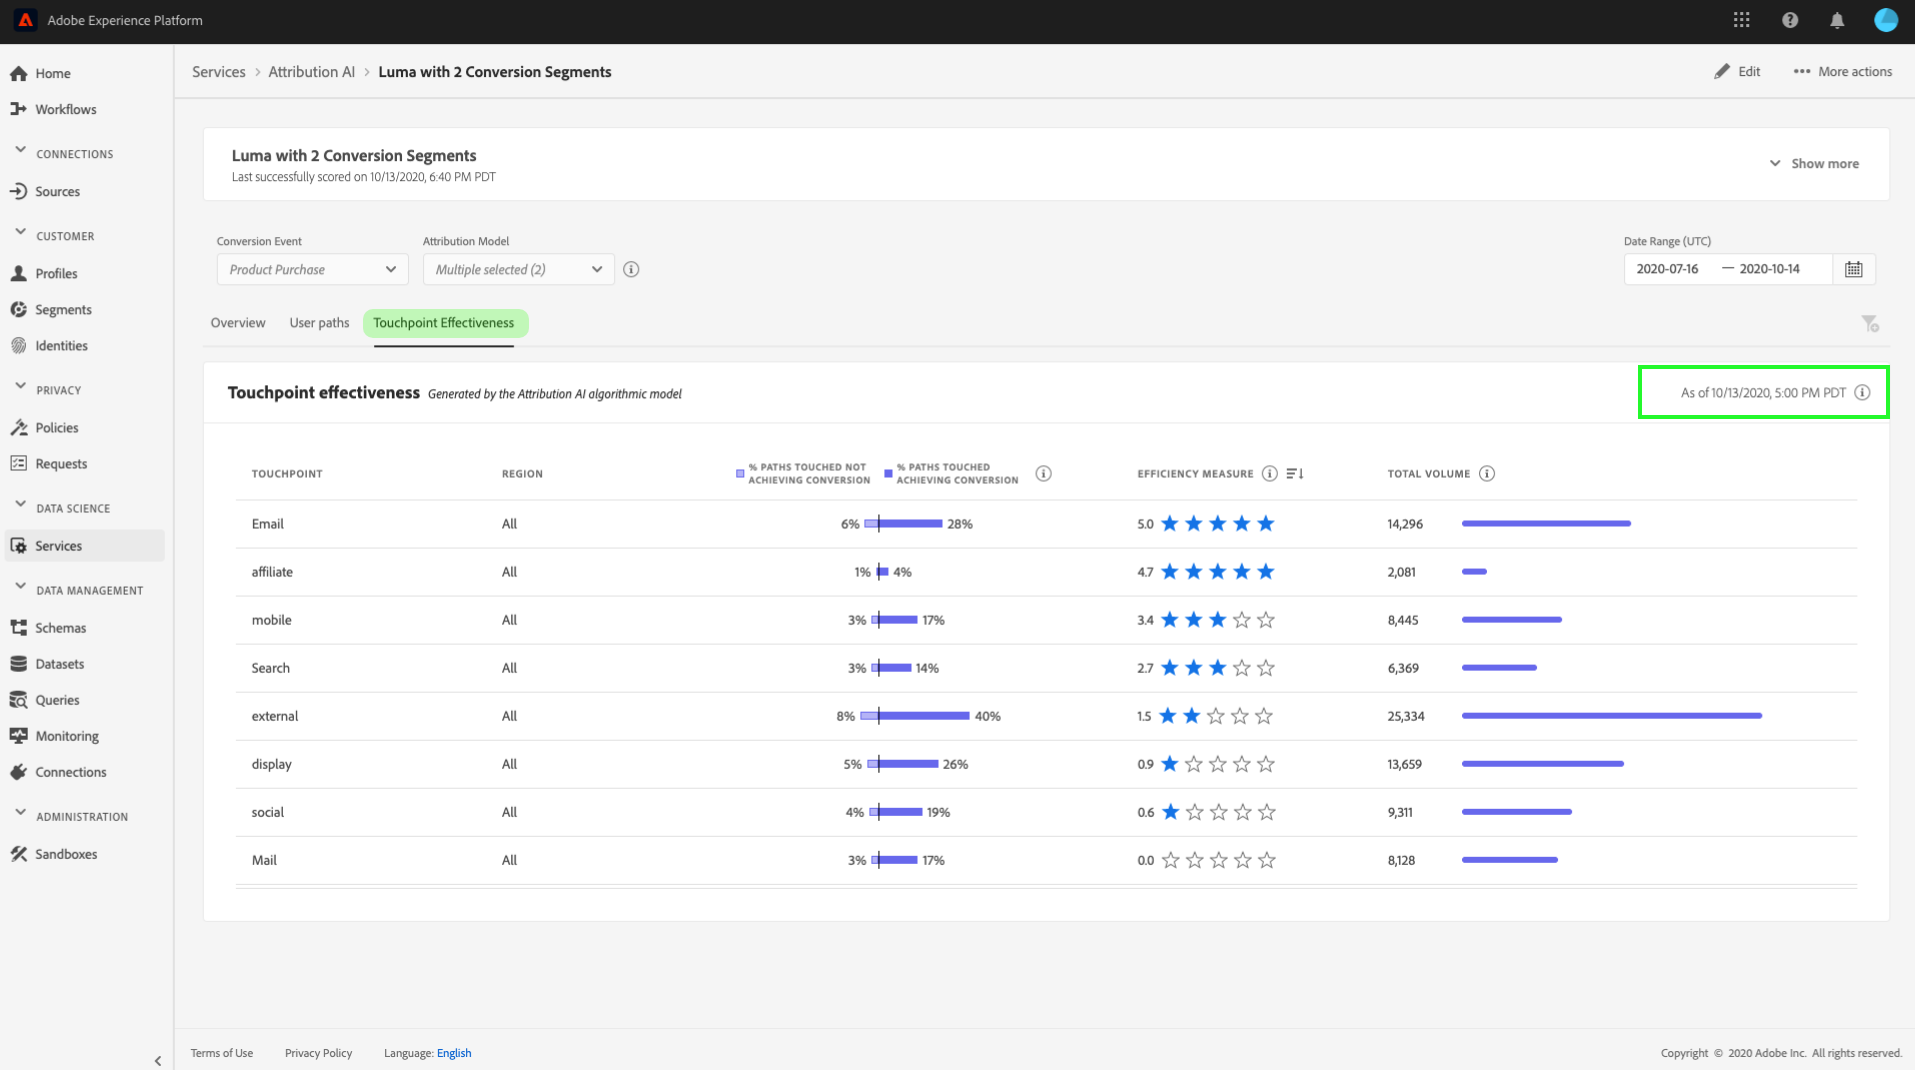 Adobe Experience Platform
Home
Workflows
CONNECTIONS
Sources
CUSTOMER
Profiles
Segments
Identities
PRIVACY
Policies
Requests
DATA SCIENCE
Services
DATA MANAGEMENT
Schemas
Datasets
Queries
Monitoring
Connections
ADMINISTRATION
Sandboxes
Services > Attribution AI > Luma with 2 Conversion Segments
Edit
More actions
Luma with 2 Conversion Segments
Last successfully scored on 10/13/2020, 6:40 PM PDT
Show more
Conversion Event
Product Purchase
Attribution Model
Multiple selected (2)
Date Range (UTC)
2020-07-16 — 2020-10-14
Overview User paths Touchpoint Effectiveness
Touchpoint effectiveness Generated by the Attribution AI algorithmic model
As of 10/13/2020, 5:00 PM PDT
TOUCHPOINT
REGION
% PATHS TOUCHED NOT
ACHIEVING CONVERSION
% PATHS TOUCHED
ACHIEVING CONVERSION
EFFICIENCY MEASURE
TOTAL VOLUME
Email All 6% 28% 5.0 14,296
affiliate All 1% 4% 4.7 2,081
mobile All 3% 17% 3.4 8,445
Search All 3% 14% 2.7 6,369
external All 8% 40% 1.5 25,334
display All 5% 26% 0.9 13,659
social All 4% 19% 0.6 9,311
Mail All 3% 17% 0.0 8,128
Terms of Use Privacy Policy Language: English
Copyright © 2020 Adobe Inc. All rights reserved.